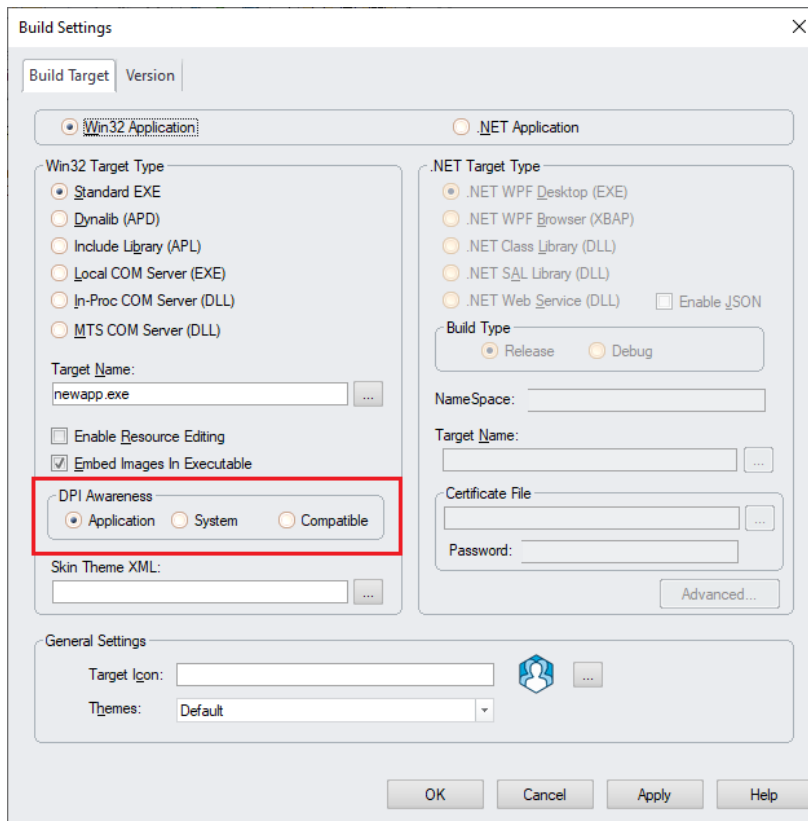 Build Settings
Build Target Version
Win32 Application .NET Application
Win32 Target Type
Standard EXE
Dynalib (APD)
Include Library (APL)
Local COM Server (EXE)
In-Proc COM Server (DLL)
MTS COM Server (DLL)
Target Name:
newapp.exe ...
Enable Resource Editing
Embed Images In Executable
DPI Awareness
Application System Compatible
Skin Theme XML:
...
.NET Target Type
.NET WPF Desktop (EXE)
.NET WPF Browser (XBAP)
.NET Class Library (DLL)
.NET SAL Library (DLL)
.NET Web Service (DLL) Enable JSON
Build Type
Release Debug
NameSpace:
Target Name:
...
Certificate File
...
Password:
Advanced...
General Settings
Target Icon: ...
Themes: Default
OK Cancel Apply Help